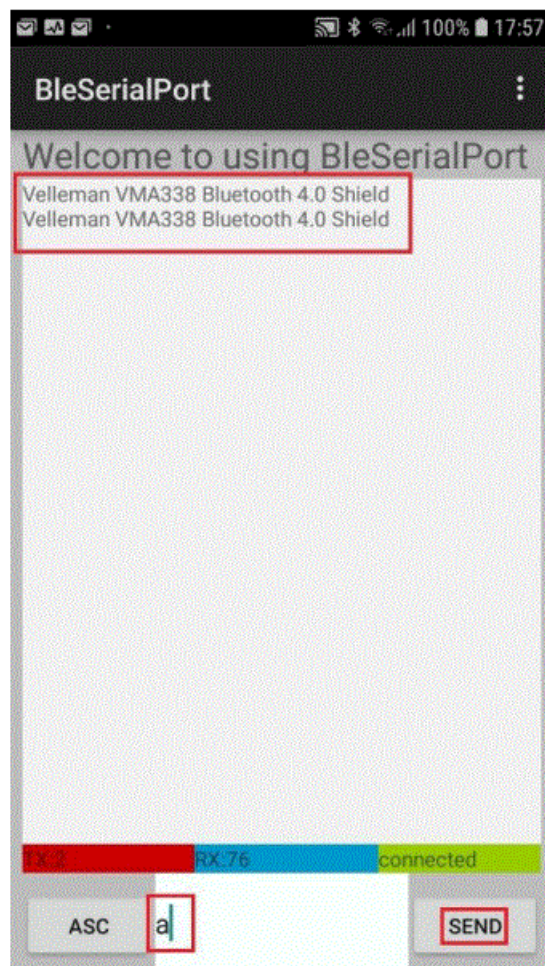 100% 17:57
BleSerialPort
Welcome to using BleSerialPort
Velleman VMA338 Bluetooth 4.0 Shield
Velleman VMA338 Bluetooth 4.0 Shield
TX:2 RX:76 connected
ASC a SEND